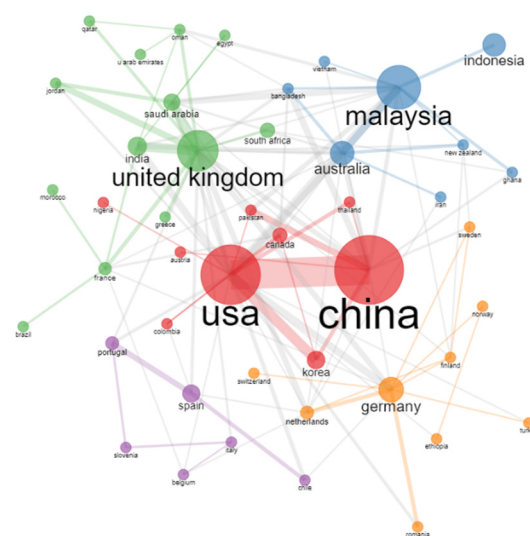 qatar
oman
egypt
u arab emirates
vietnam
indonesia
jordan
bangladesh
saudi arabia
malaysia
south africa
india
australia
new zealand
united kingdom
ghana
morocco
iran
nigeria
pakistan
thailand
greece
sweden
canada
austria
france
usa
china
norway
brazil
colombia
portugal
korea
finland
switzerland
spain
germany
netherlands
turk
ethiopia
slovenia
italy
belgium
chile
romania